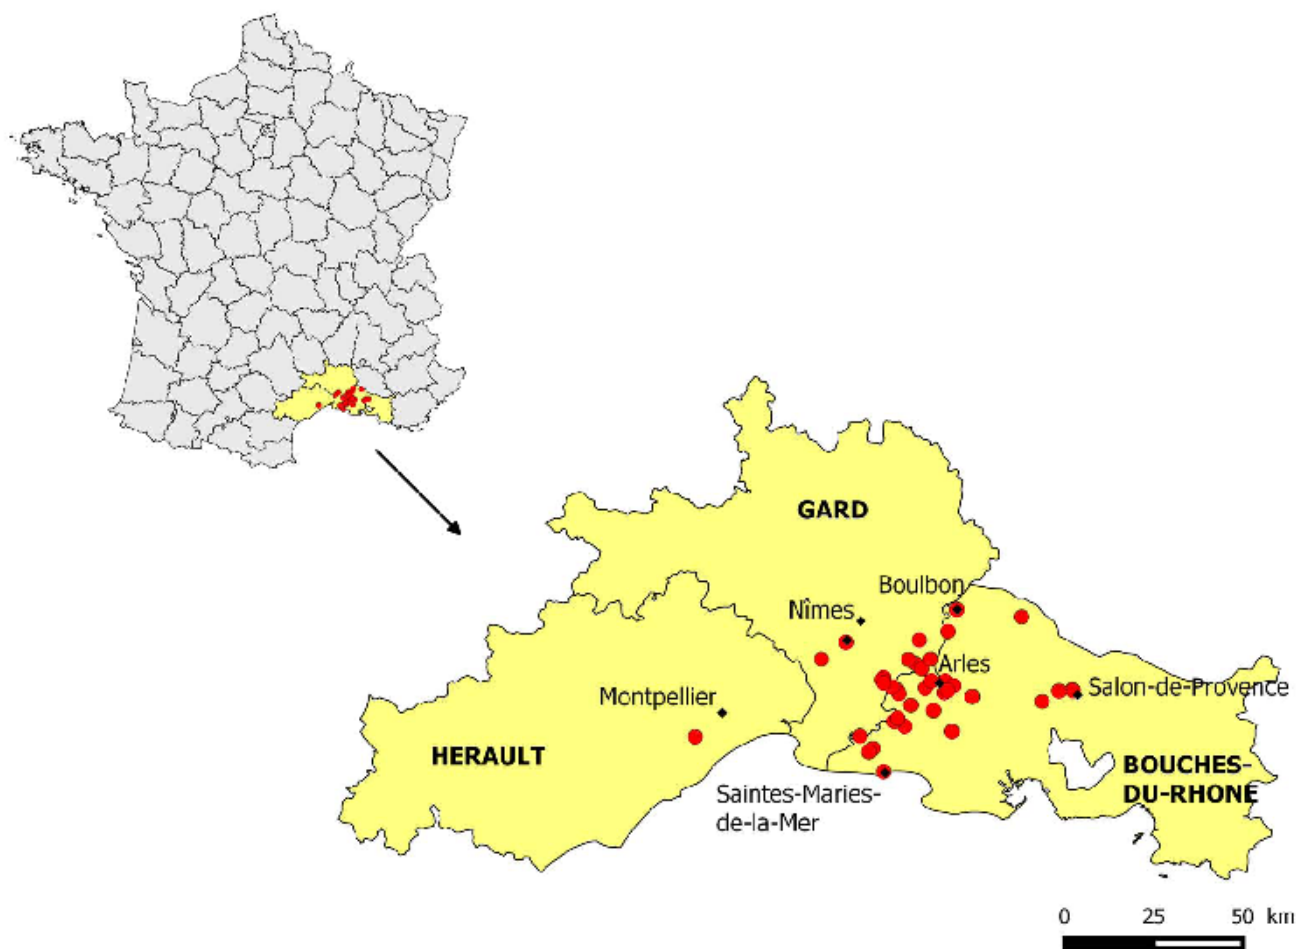 GARD
Boulbon
Nîmes
Arles
Salon-de-Provence
Montpellier
HERAULT
BOUCHES-
DU-RHONE
Saintes-Maries-
de-la-Mer
0 25 50 km